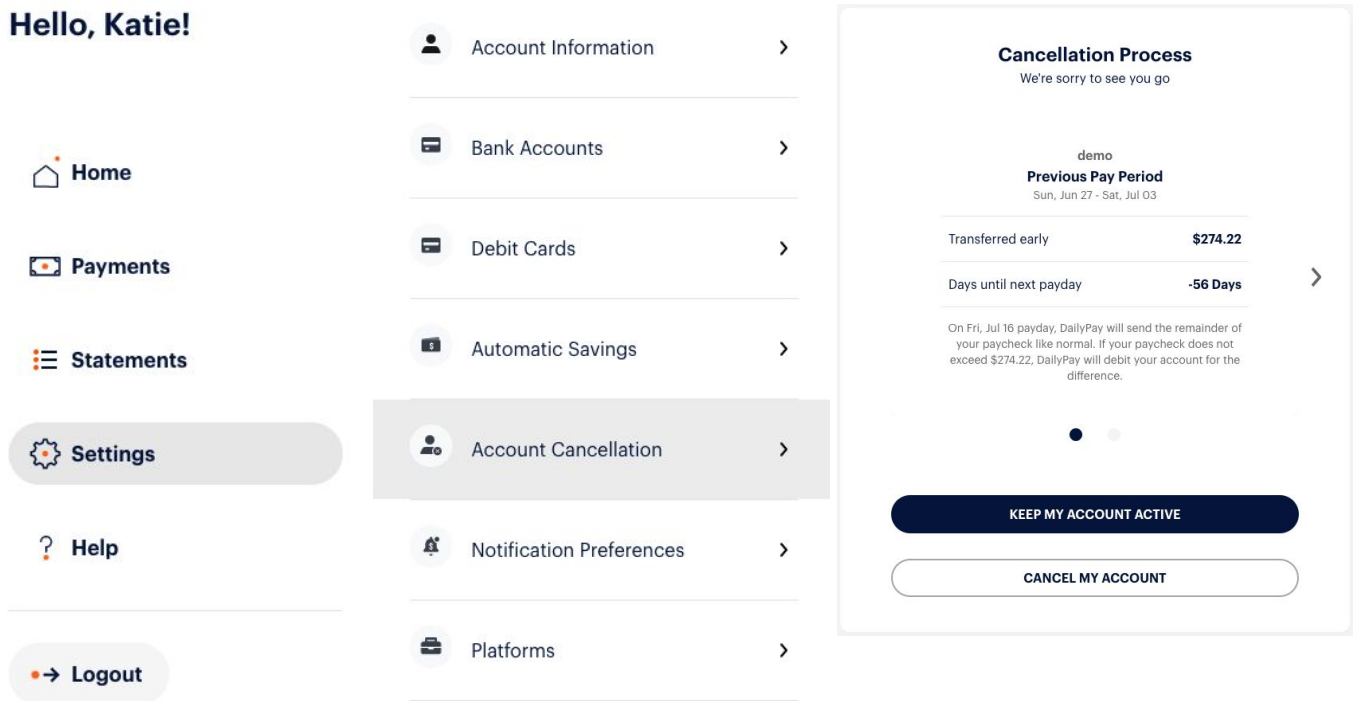 Hello, Katie!
Home
Payments
Statements
Settings
Help
Logout
Account Information
Bank Accounts
Debit Cards
Automatic Savings
Account Cancellation
Notification Preferences
Platforms
Cancellation Process
We're sorry to see you go
demo
Previous Pay Period
Sun, Jun 27 - Sat, Jul 03
Transferred early $274.22
Days until next payday -56 Days
On Fri, Jul 16 payday, DailyPay will send the remainder of
your paycheck like normal. If your paycheck does not
exceed $274.22, DailyPay will debit your account for the
difference.
KEEP MY ACCOUNT ACTIVE
CANCEL MY ACCOUNT